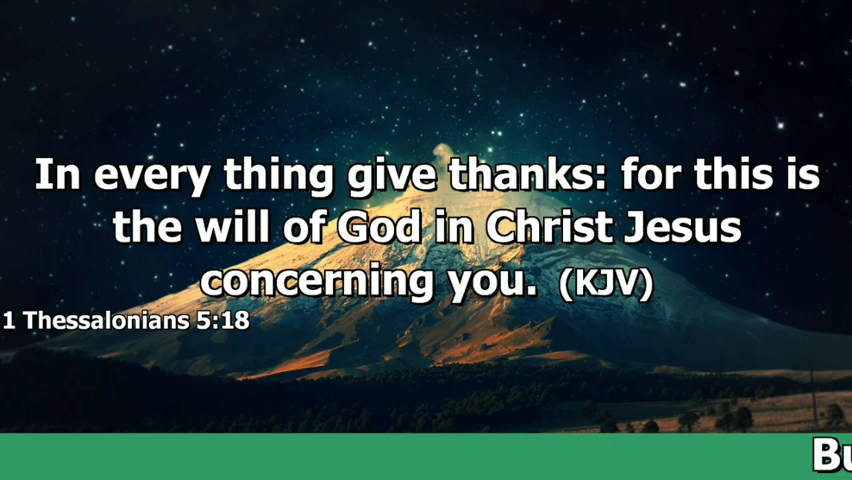 In every thing give thanks: for this is
the will of God in Christ Jesus
concerning you. (KJV)
1 Thessalonians 5:18